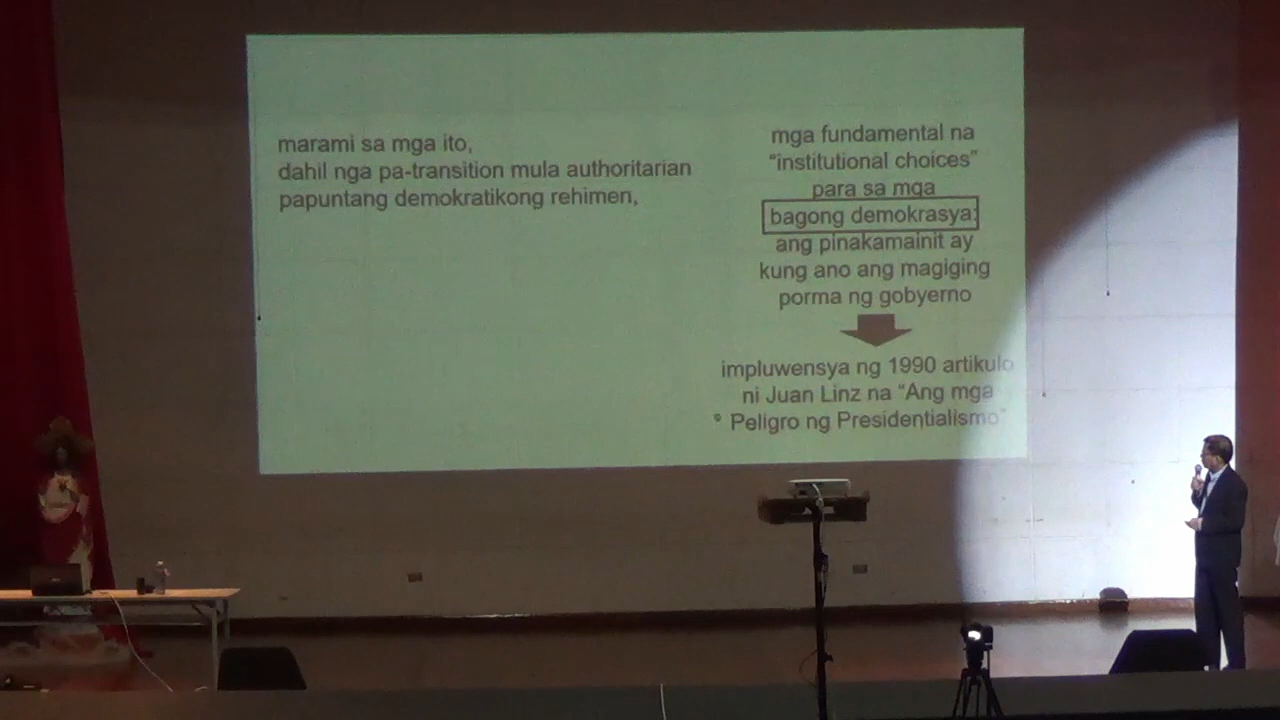 marami sa mga ito,
dahil nga pa-transition mula authoritarian
papuntang demokratikong rehimen,
mga fundamental na
“institutional choices”
para sa mga
bagong demokrasya:
ang pinakamainit ay
kung ano ang magiging
porma ng gobyerno
impluwensya ng 1990 artikulo
ni Juan Linz na “Ang mga
Peligro ng Presidentialismo”